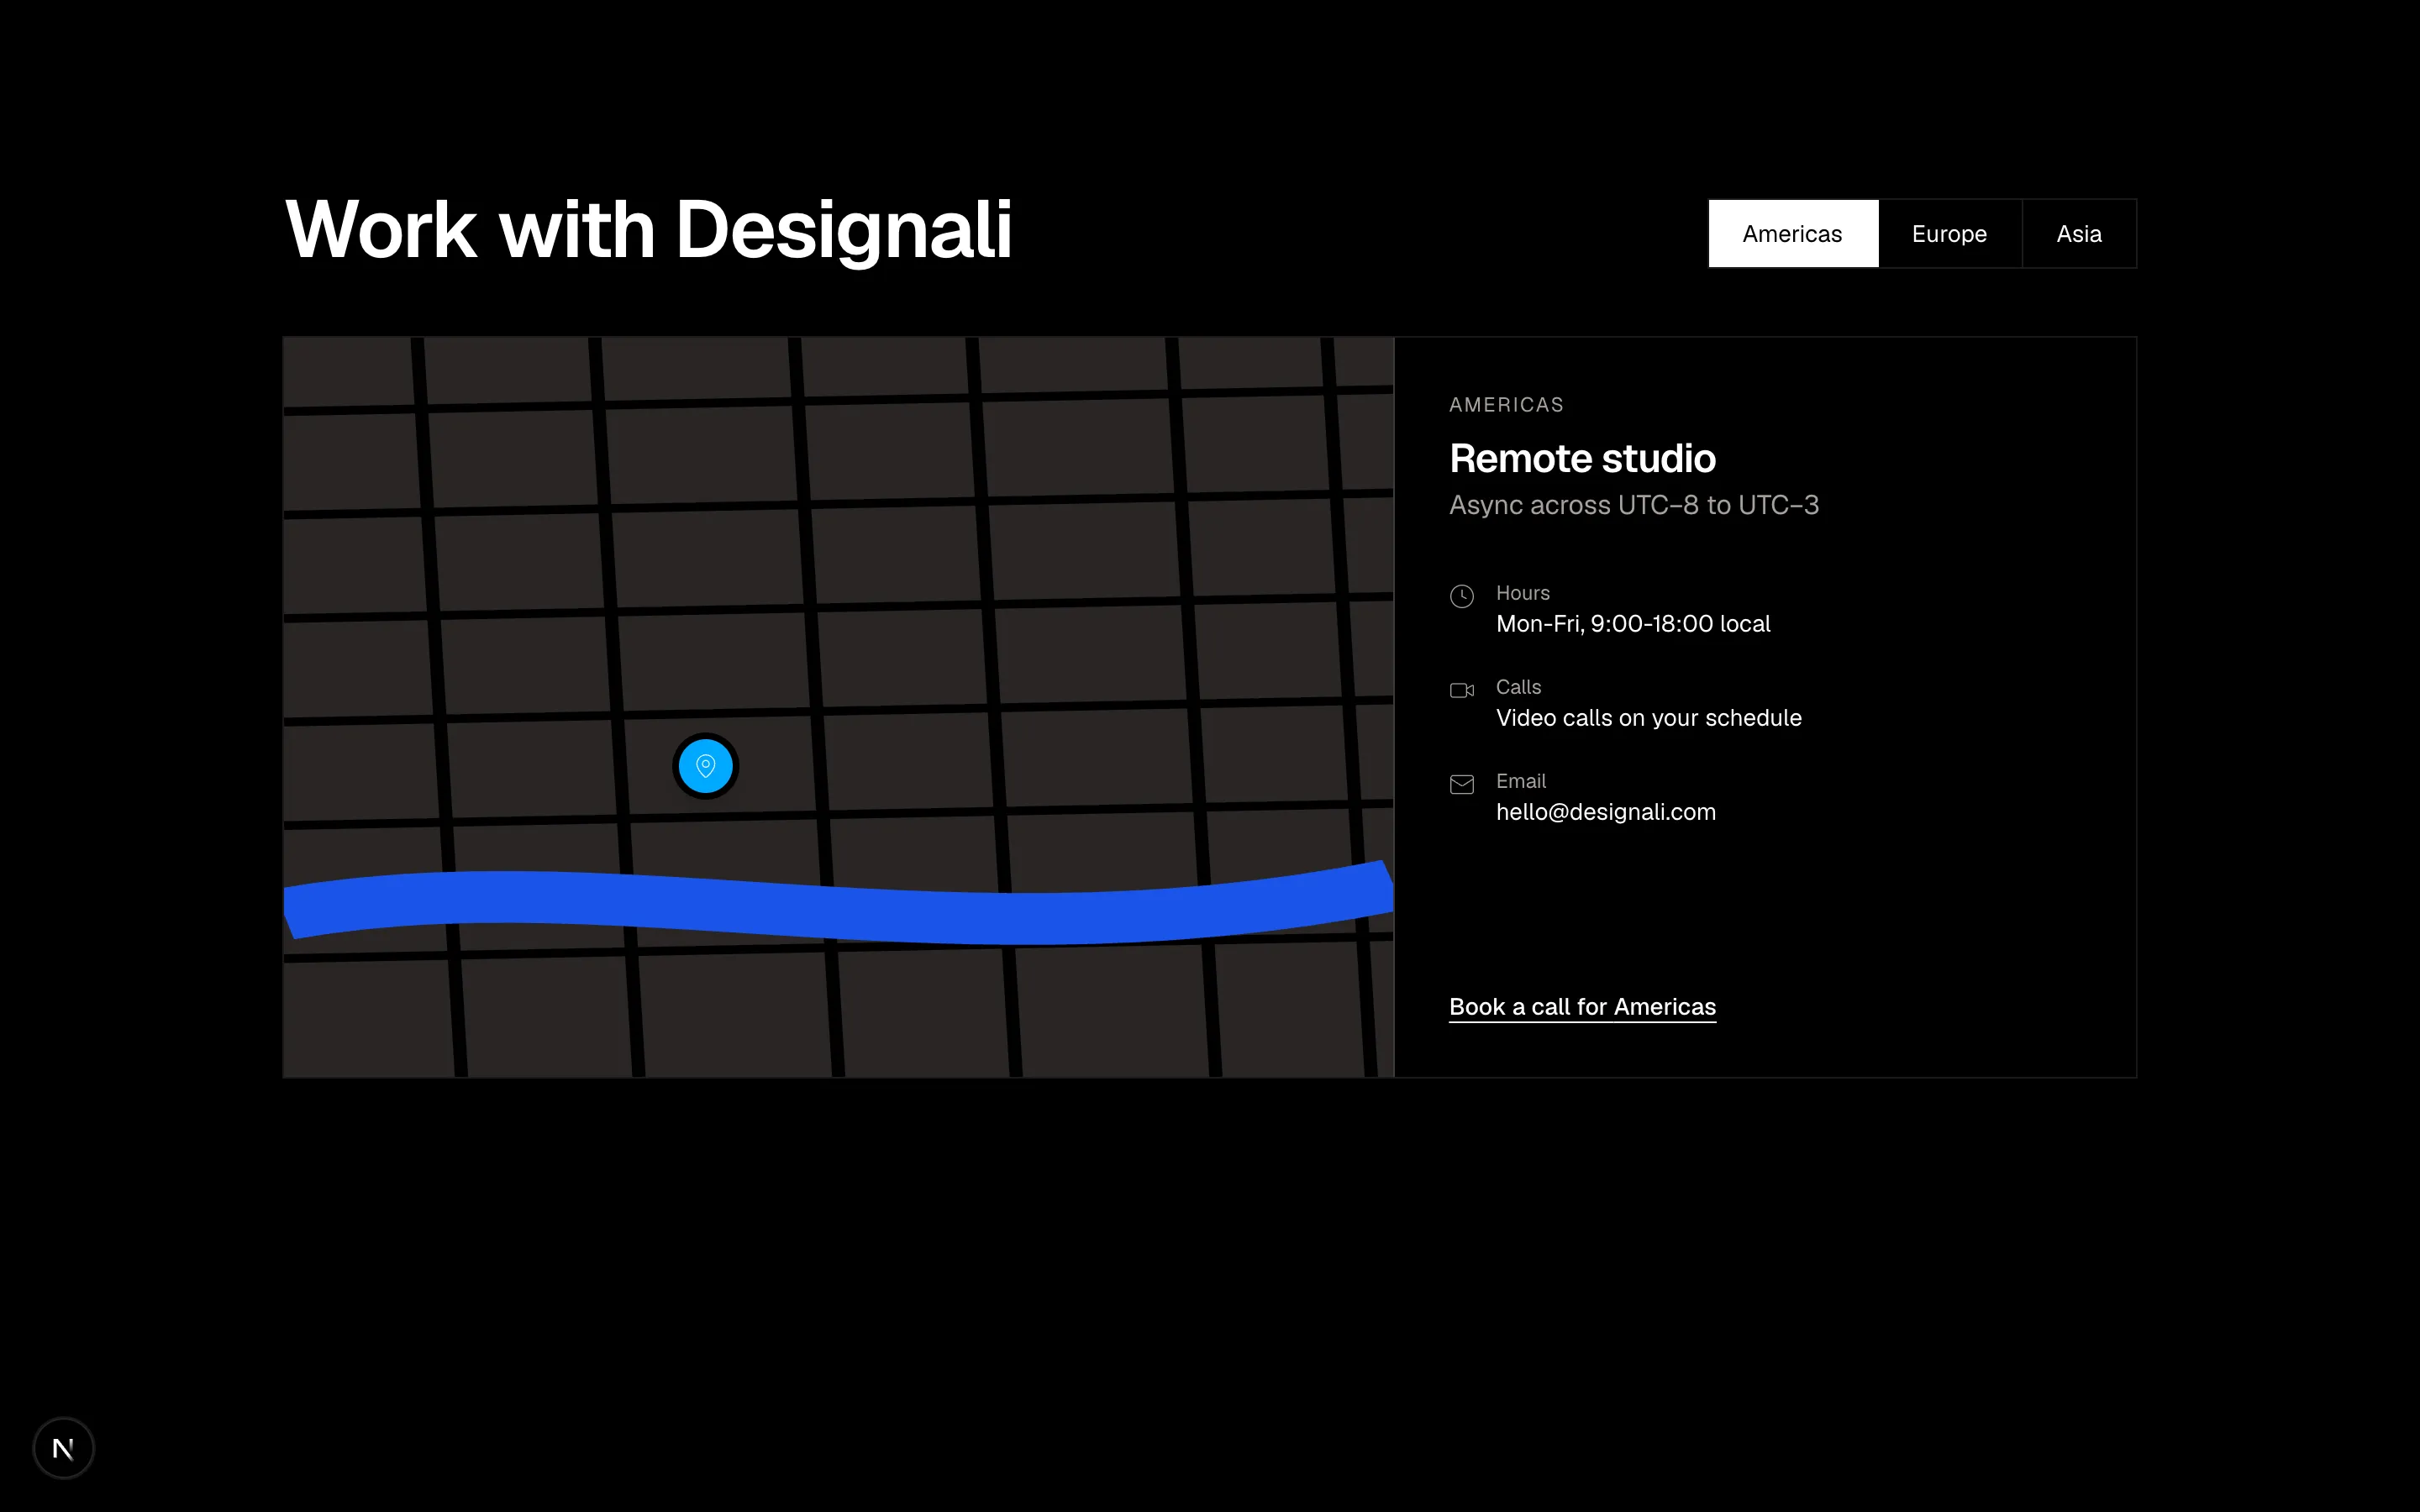 Work with Designali
Americas
Europe
Asia
AMERICAS
Remote studio
Async across UTC−8 to UTC−3
Hours
Mon-Fri, 9:00-18:00 local
Calls
Video calls on your schedule
Email
hello@designali.com
Book a call for Americas
N